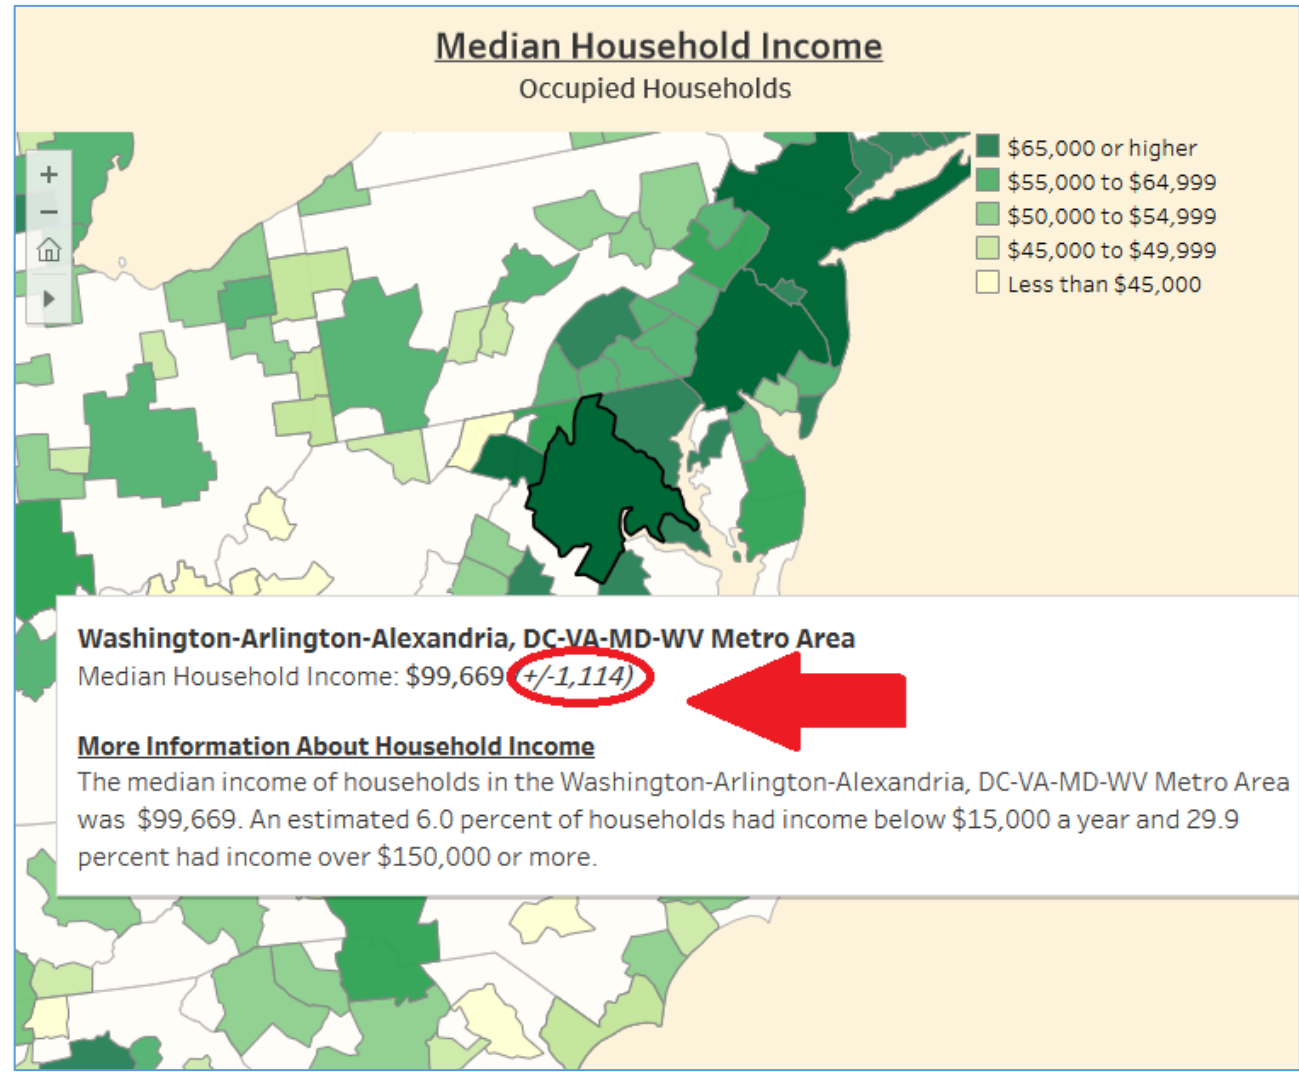 Median Household Income
Occupied Households
$65,000 or higher
$55,000 to $64,999
$50,000 to $54,999
$45,000 to $49,999
Less than $45,000
Washington-Arlington-Alexandria, DC-VA-MD-WV Metro Area
Median Household Income: $99,669 (+/-1,114)
More Information About Household Income
The median income of households in the Washington-Arlington-Alexandria, DC-VA-MD-WV Metro Area
was $99,669. An estimated 6.0 percent of households had income below $15,000 a year and 29.9
percent had income over $150,000 or more.